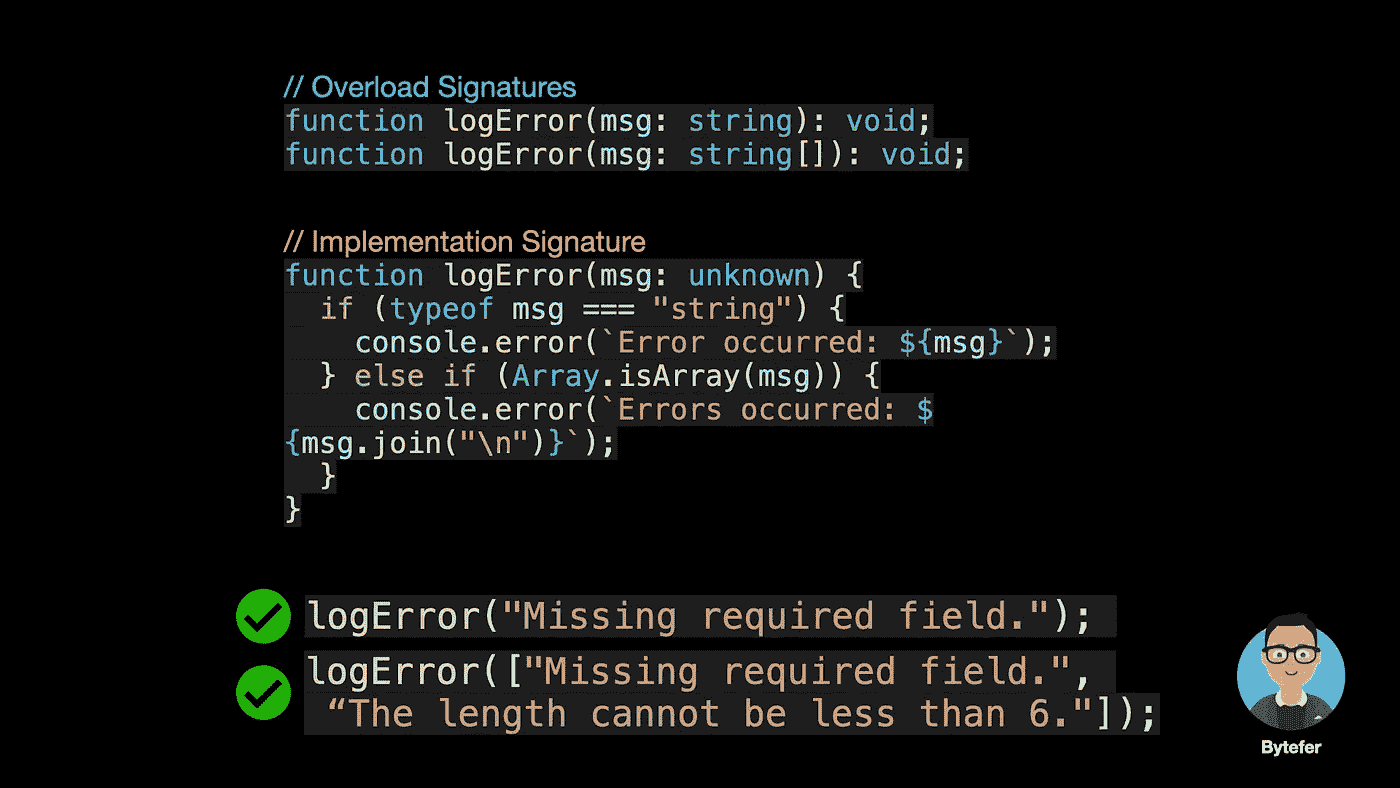 // Overload Signatures
function logError(msg: string): void;
function logError(msg: string[]): void;
// Implementation Signature
function logError(msg: unknown) {
  if (typeof msg === "string") {
    console.error(`Error occurred: ${msg}`);
  } else if (Array.isArray(msg)) {
    console.error(`Errors occurred: $
{msg.join("\n")}`);
  }
}
logError("Missing required field.");
logError(["Missing required field.",
 “The length cannot be less than 6."]);
Bytefer